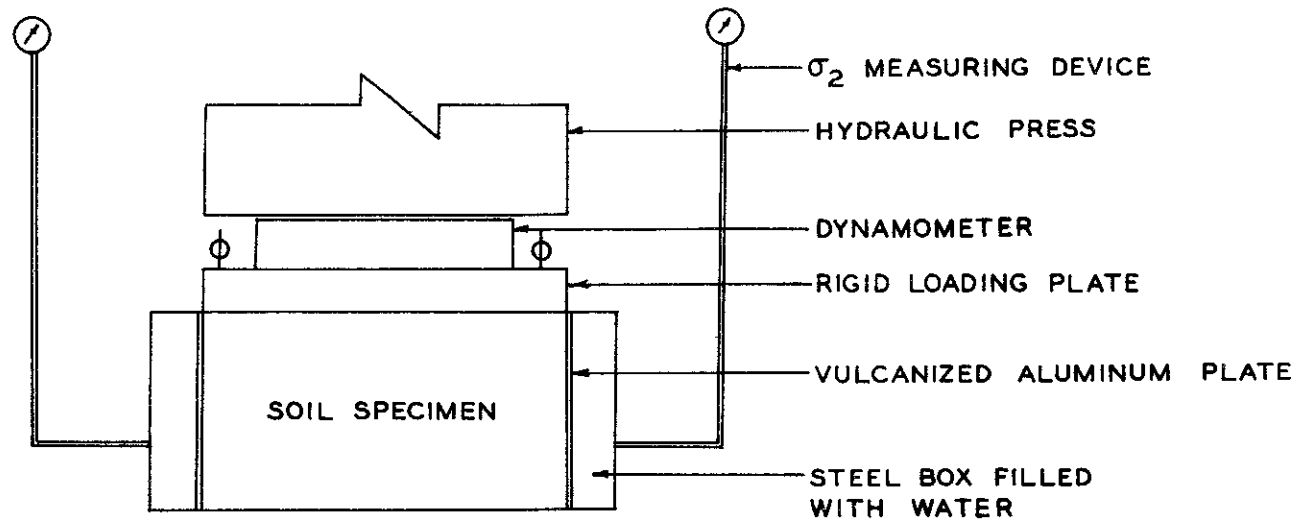 σ2 MEASURING DEVICE
HYDRAULIC PRESS
DYNAMOMETER
RIGID LOADING PLATE
VULCANIZED ALUMINUM PLATE
SOIL SPECIMEN
STEEL BOX FILLED
WITH WATER